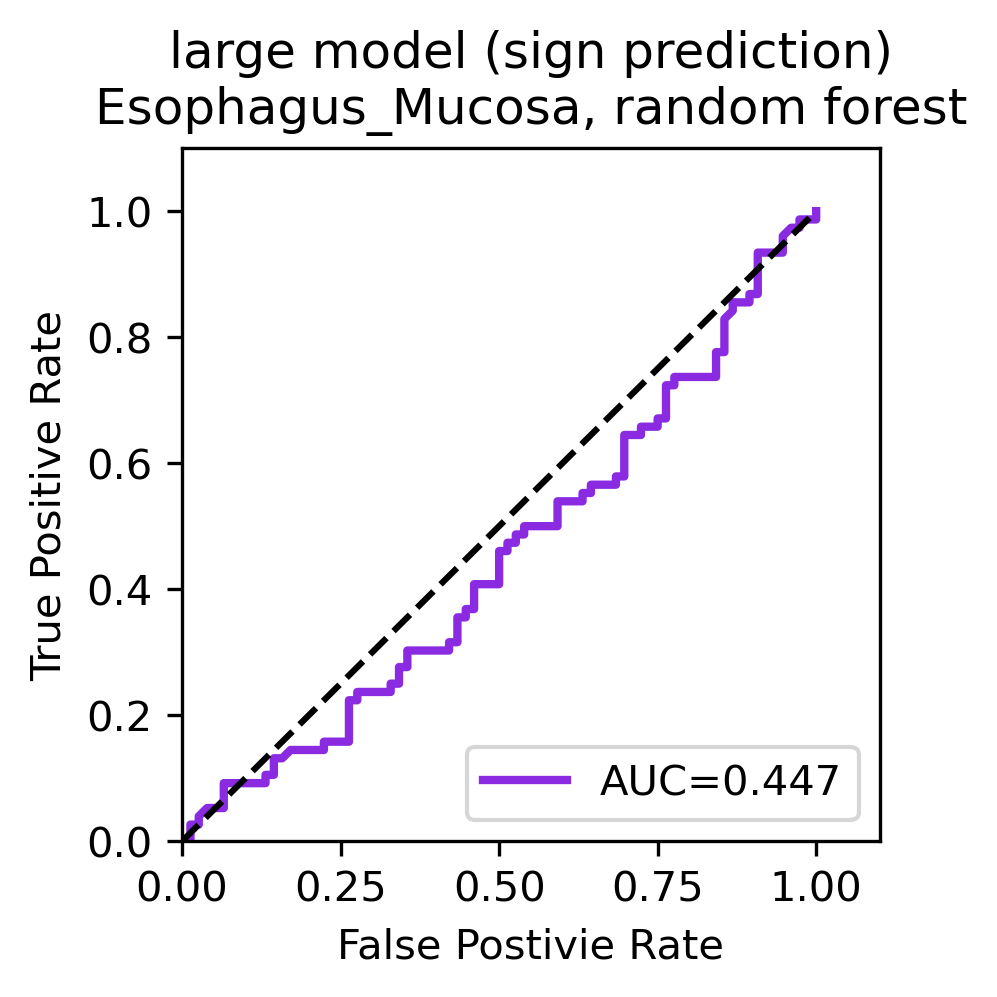 large model (sign prediction)
Esophagus_Mucosa, random forest
1.0
0.8
0.6
0.4
0.2
0.0
True Positive Rate
AUC=0.447
0.00 0.25 0.50 0.75 1.00
False Postivie Rate